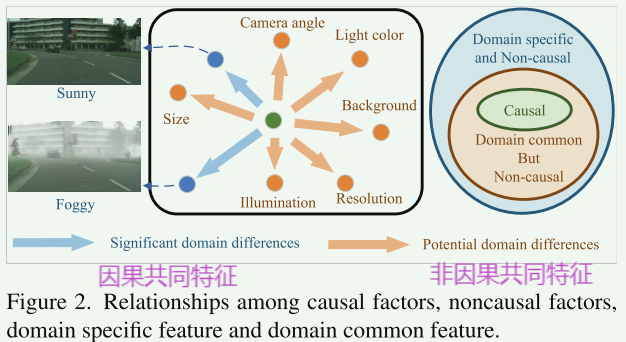 Camera angle
Light color
Sunny
Size
Background
Foggy
Illumination
Resolution
Domain specific
and Non-causal
Causal
Domain common
But
Non-causal
Significant domain differences
Potential domain differences
因果共同特征
非因果共同特征
Figure 2. Relationships among causal factors, noncausal factors,
domain specific feature and domain common feature.